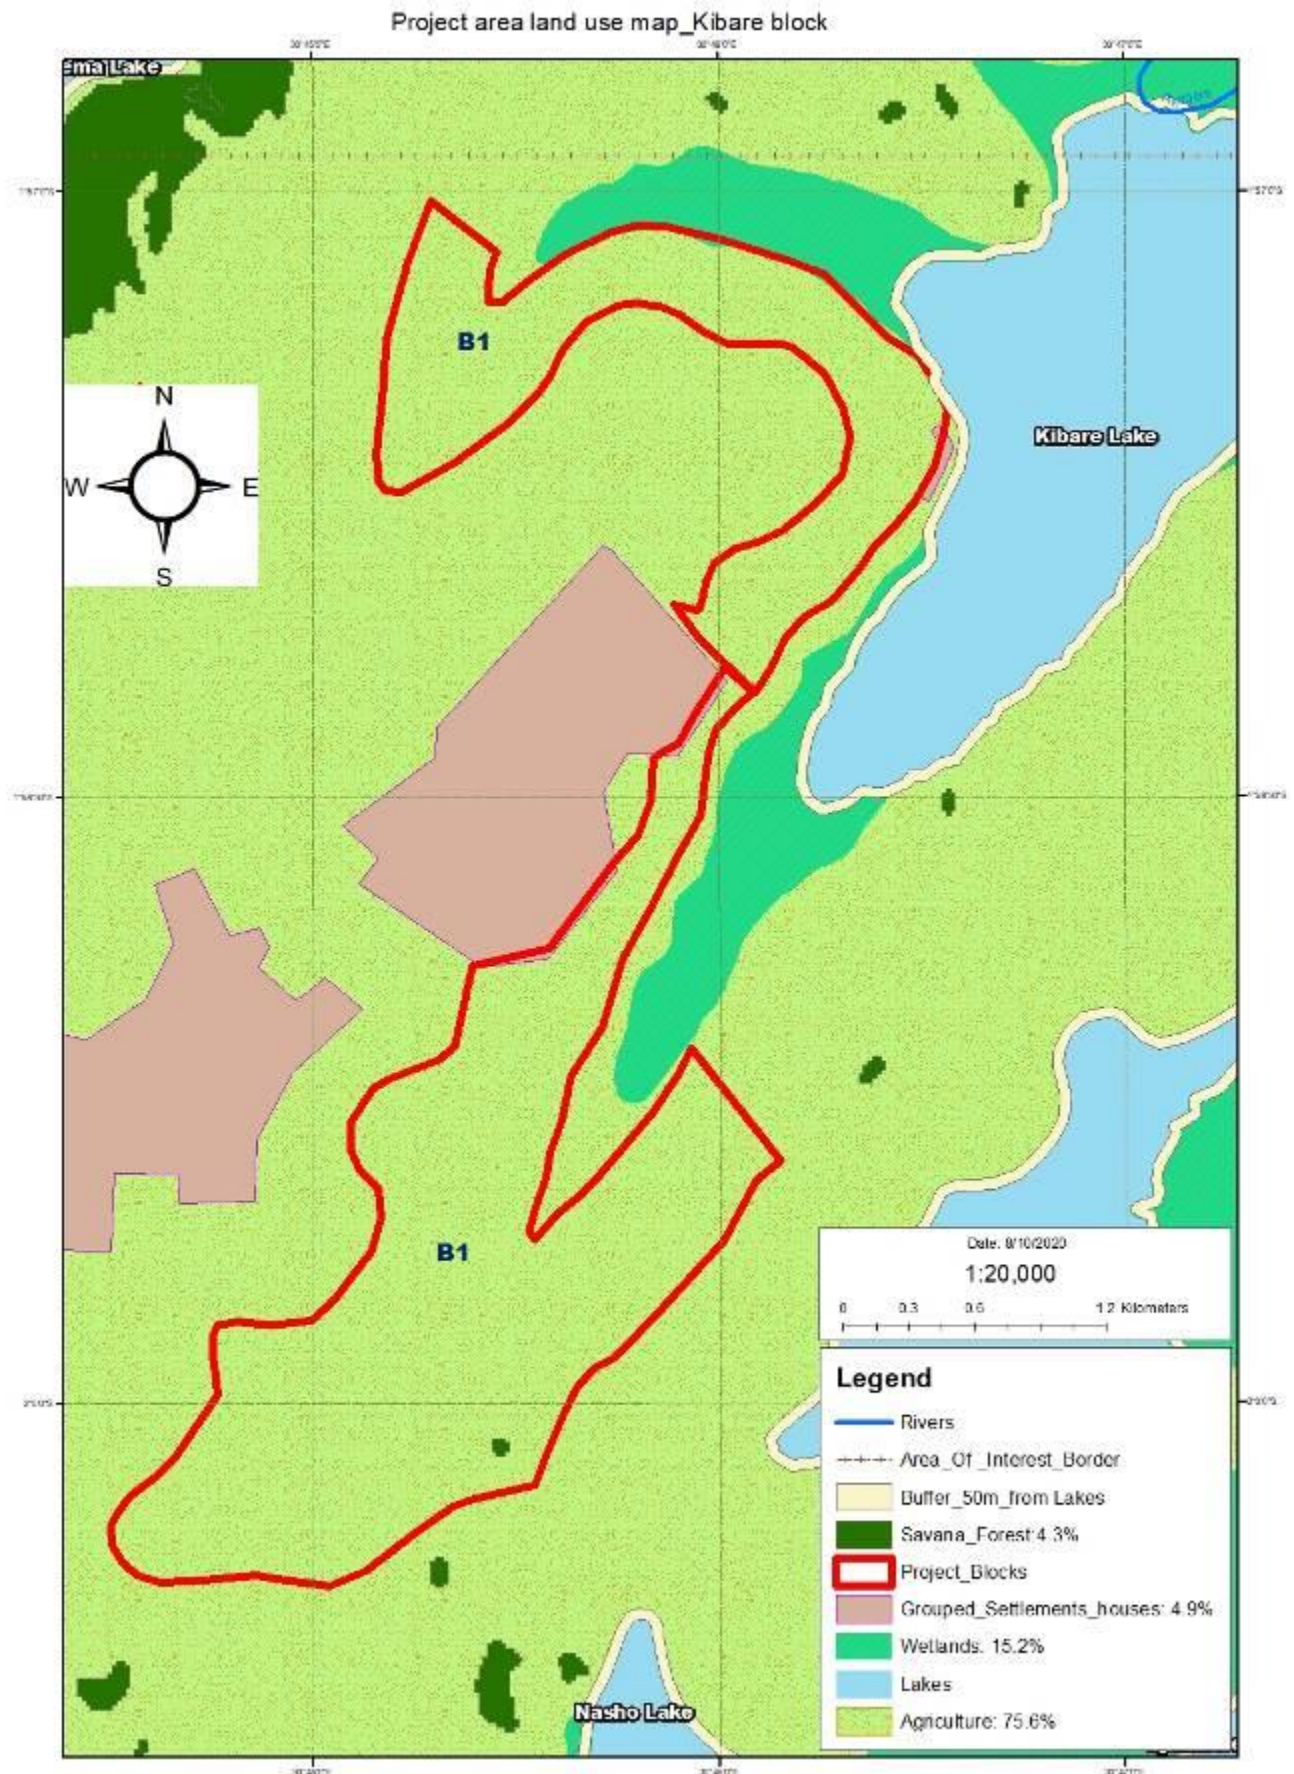 Project area land use map_Kibare block
ema Lake
B1
N
W
E
S
Kibare Lake
B1
Date: 8/10/2020
1:20,000
0 0.3 0.6 1.2 Kilometers
Legend
Rivers
Area_Of_Interest_Border
Buffer_50m_from Lakes
Savana_Forest:4.3%
Project_Blocks
Grouped_Settlements_houses: 4.9%
Wetlands: 15.2%
Lakes
Agriculture: 75.6%
Nasho Lake